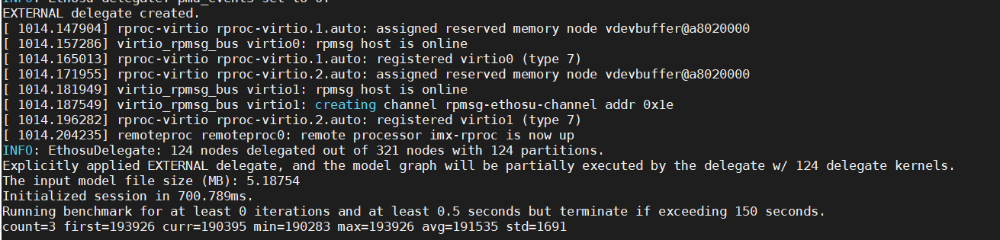 INFO: Ethosu delegate: pmu_event3 set to 0.
EXTERNAL delegate created.
[ 1014.147904] rproc-virtio rproc-virtio.1.auto: assigned reserved memory node vdevbuffer@a8020000
[ 1014.157286] virtio_rpmsg_bus virtio0: rpmsg host is online
[ 1014.165013] rproc-virtio rproc-virtio.1.auto: registered virtio0 (type 7)
[ 1014.171955] rproc-virtio rproc-virtio.2.auto: assigned reserved memory node vdevbuffer@a8020000
[ 1014.181949] virtio_rpmsg_bus virtio1: rpmsg host is online
[ 1014.187549] virtio_rpmsg_bus virtio1: creating channel rpmsg-ethosu-channel addr 0x1e
[ 1014.196282] rproc-virtio rproc-virtio.2.auto: registered virtio1 (type 7)
[ 1014.204235] remoteproc remoteproc0: remote processor imx-rproc is now up
INFO: EthosuDelegate: 124 nodes delegated out of 321 nodes with 124 partitions.
Explicitly applied EXTERNAL delegate, and the model graph will be partially executed by the delegate w/ 124 delegate kernels.
The input model file size (MB): 5.18754
Initialized session in 700.789ms.
Running benchmark for at least 0 iterations and at least 0.5 seconds but terminate if exceeding 150 seconds.
count=3 first=193926 curr=190395 min=190283 max=193926 avg=191535 std=1691